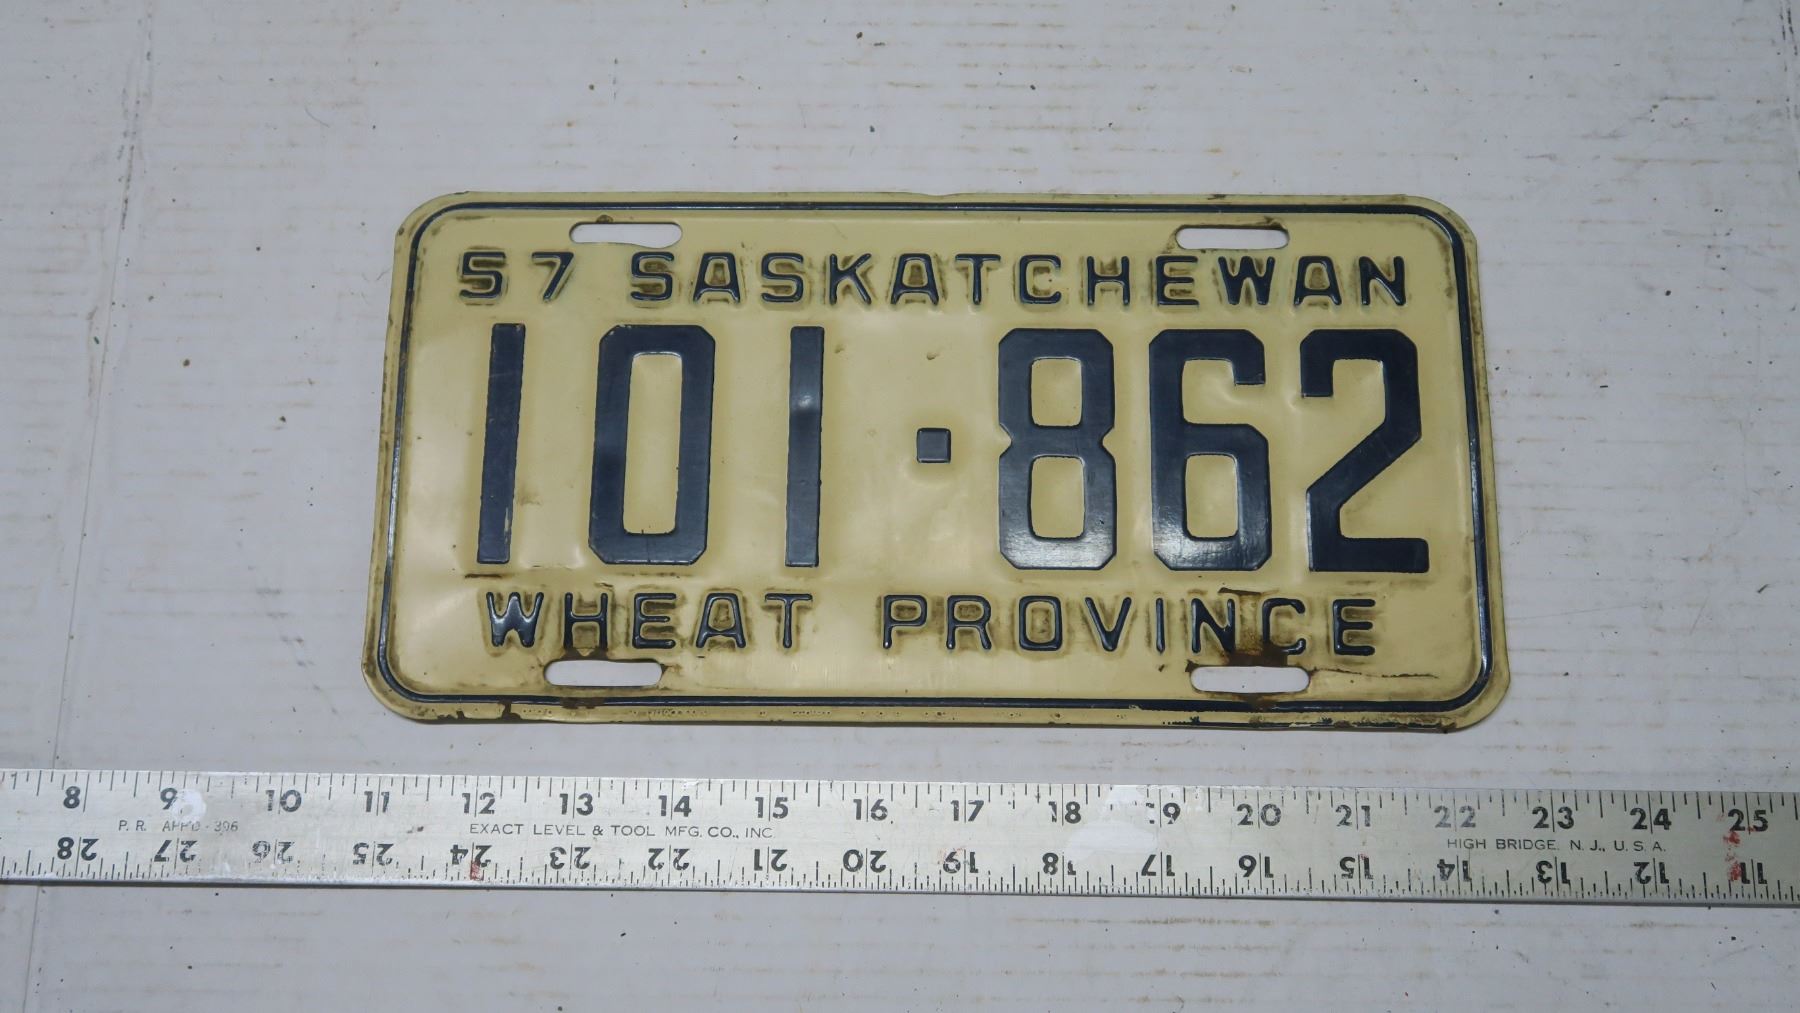 57 SASKATCHEWAN
101·862
WHEAT PROVINCE
8 9 10 11 12 13 14 15 16 17 18 19 20 21 22 23 24 25
P. R. APP'D · 396 EXACT LEVEL & TOOL MFG. CO., INC. HIGH BRIDGE. N. J., U. S. A.
28 27 26 25 24 23 22 21 20 19 18 17 16 15 14 13 12 11